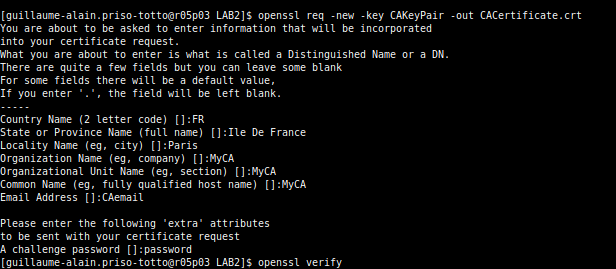 [guillaume-alain.priso-totto@r05p03 LAB2]$ openssl req -new -key CAKeyPair -out CACertificate.crt
You are about to be asked to enter information that will be incorporated
into your certificate request.
What you are about to enter is what is called a Distinguished Name or a DN.
There are quite a few fields but you can leave some blank
For some fields there will be a default value,
If you enter '.', the field will be left blank.
-----
Country Name (2 letter code) []:FR
State or Province Name (full name) []:Ile De France
Locality Name (eg, city) []:Paris
Organization Name (eg, company) []:MyCA
Organizational Unit Name (eg, section) []:MyCA
Common Name (eg, fully qualified host name) []:MyCA
Email Address []:CAemail

Please enter the following 'extra' attributes
to be sent with your certificate request
A challenge password []:password
[guillaume-alain.priso-totto@r05p03 LAB2]$ openssl verify